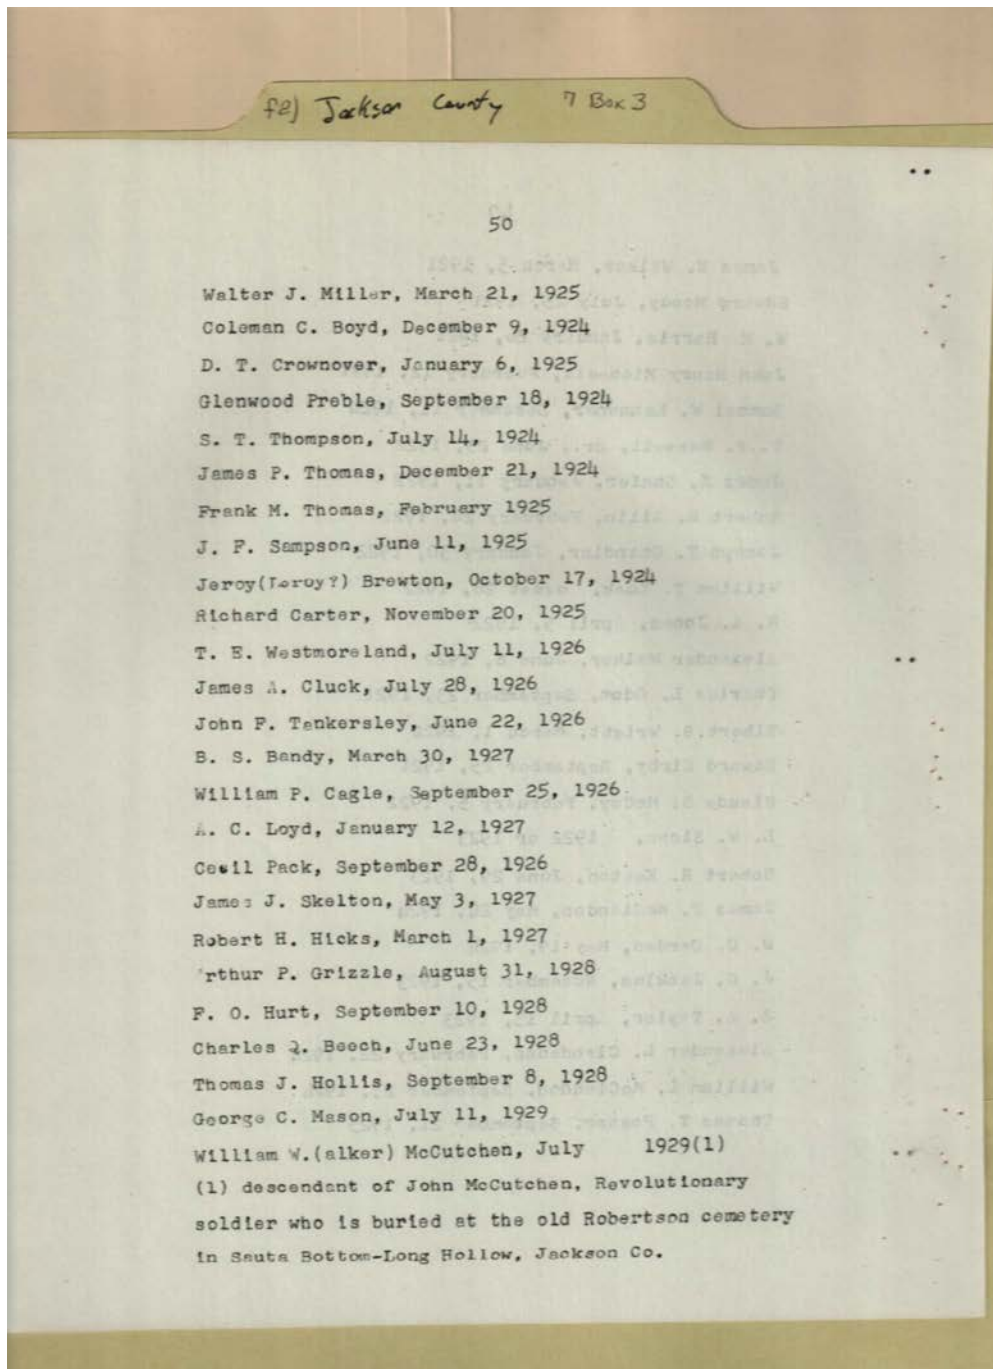 f2) Jackson County 7 Box 3
50
Walter J. Miller, March 21, 1925
Coleman C. Boyd, December 9, 1924
D. T. Crownover, January 6, 1925
Glenwood Preble, September 18, 1924
S. T. Thompson, July 14, 1924
James P. Thomas, December 21, 1924
Frank M. Thomas, February 1925
J. F. Sampson, June 11, 1925
Jeroy(Leroy?) Brewton, October 17, 1924
Richard Carter, November 20, 1925
T. E. Westmoreland, July 11, 1926
James A. Cluck, July 28, 1926
John F. Tankersley, June 22, 1926
B. S. Bandy, March 30, 1927
William P. Cagle, September 25, 1926
A. C. Loyd, January 12, 1927
Cecil Pack, September 28, 1926
James J. Skelton, May 3, 1927
Robert H. Hicks, March 1, 1927
rthur P. Grizzle, August 31, 1928
F. O. Hurt, September 10, 1928
Charles Q. Beech, June 23, 1928
Thomas J. Hollis, September 8, 1928
George C. Mason, July 11, 1929
William W.(alker) McCutchen, July 1929(1)
(1) descendant of John McCutchen, Revolutionary
soldier who is buried at the old Robertson cemetery
in Sauta Bottom-Long Hollow, Jackson Co.